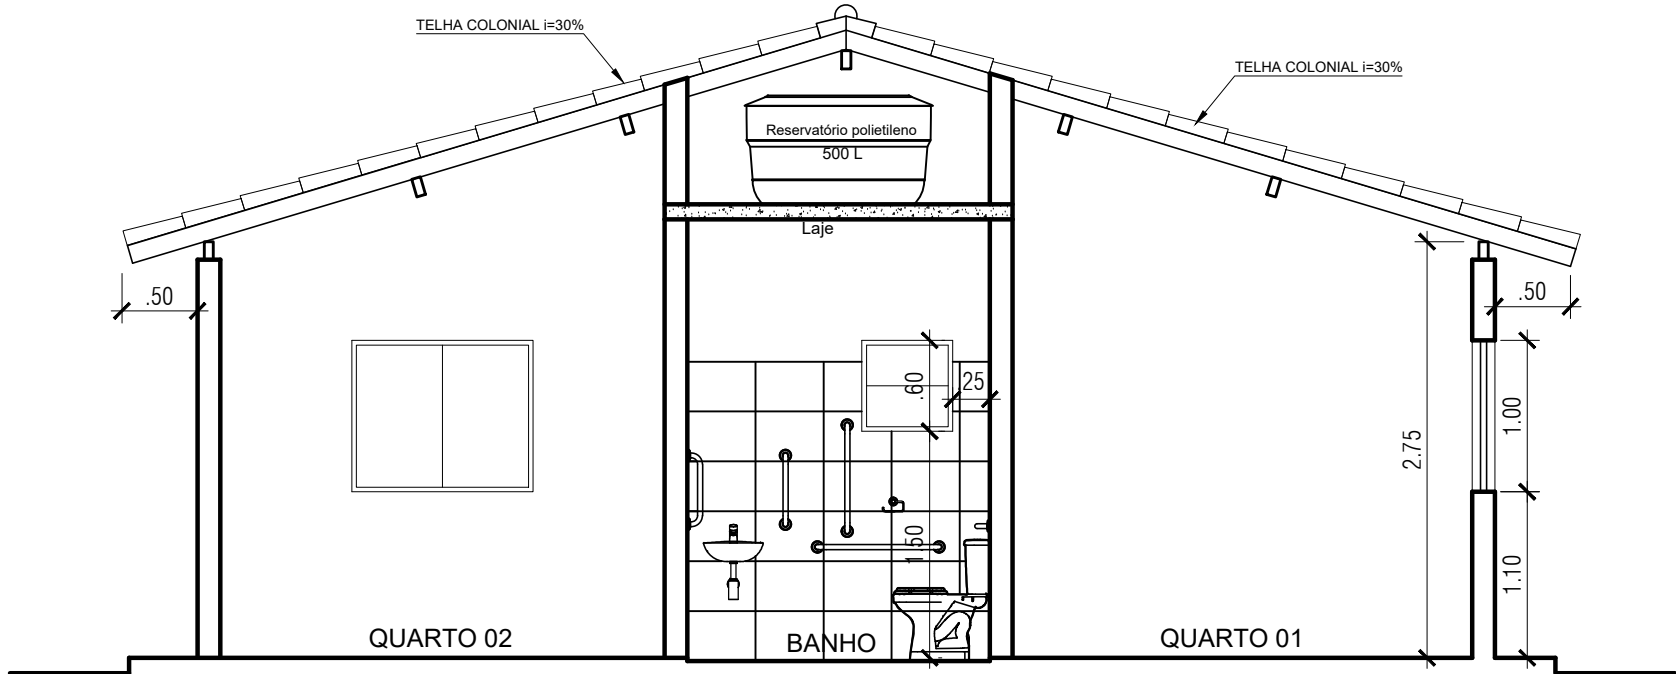 TELHA COLONIAL i=30%
TELHA COLONIAL i=30%
Reservatório polietileno
500 L
Laje
.50
.50
.60
.25
1.00
2.75
1.50
1.10
QUARTO 02
BANHO
QUARTO 01